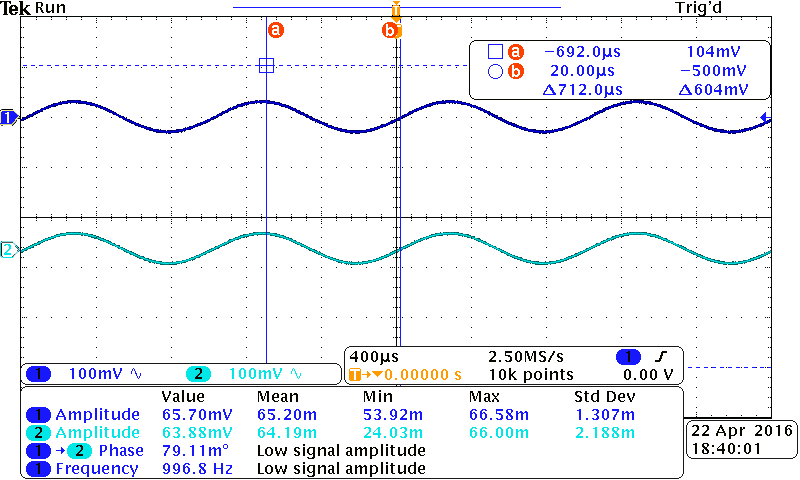 Tek Run Trig'd
T
a b
a −692.0µs 104mV
b 20.00µs −500mV
Δ712.0µs Δ604mV
1
2
400µs 2.50MS/s 1
1 100mV 2 100mV T→▼0.00000 s 10k points 0.00 V
Value Mean Min Max Std Dev
1 Amplitude 65.70mV 65.20m 53.92m 66.58m 1.307m
2 Amplitude 63.88mV 64.19m 24.03m 66.00m 2.188m
1 → 2 Phase 79.11m° Low signal amplitude
1 Frequency 996.8 Hz Low signal amplitude
22 Apr 2016
18:40:01